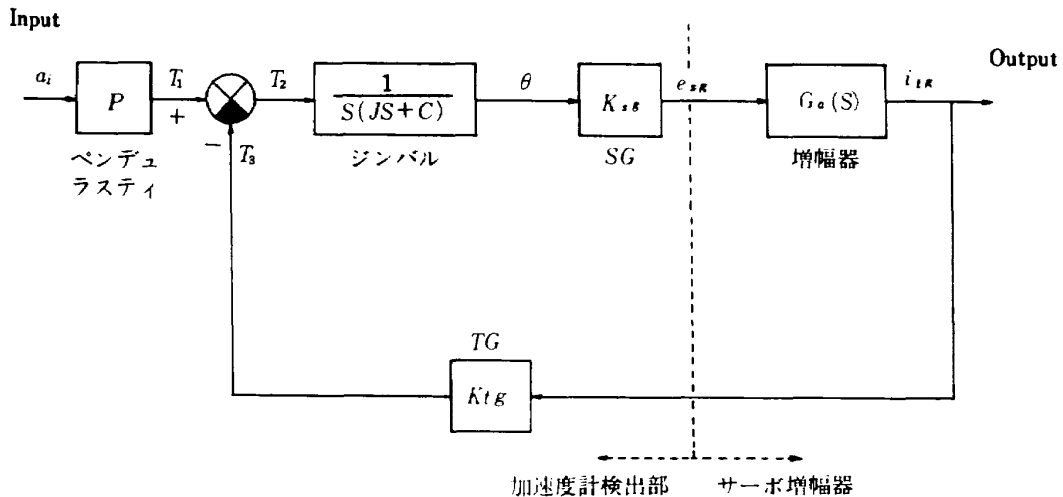 Input
Output
a_i
P
T_1
+
T_2
1
S(JS+C)
θ
K_sg
e_sg
G_a(S)
i_tg
−
T_3
ペンデュ
ラスティ
ジンバル
SG
増幅器
TG
Ktg
加速度計検出部
サーボ増幅器